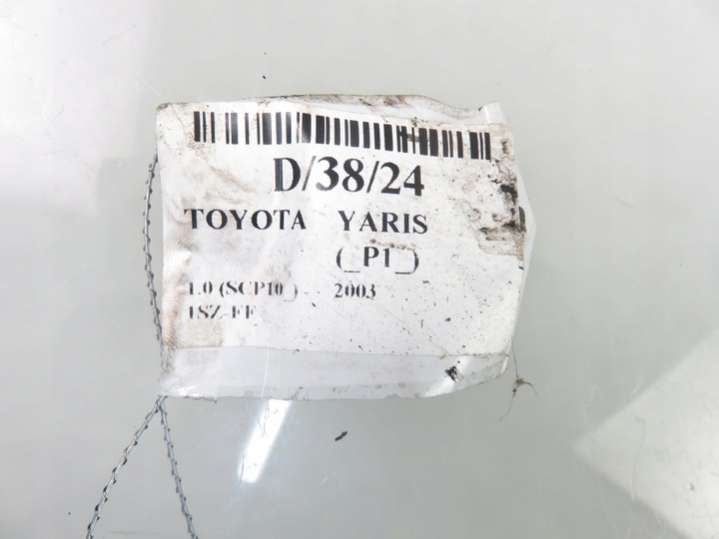 D/38/24
TOYOTA YARIS
(_P1_)
1.0 (SCP10_) 2003
1SZ-FE